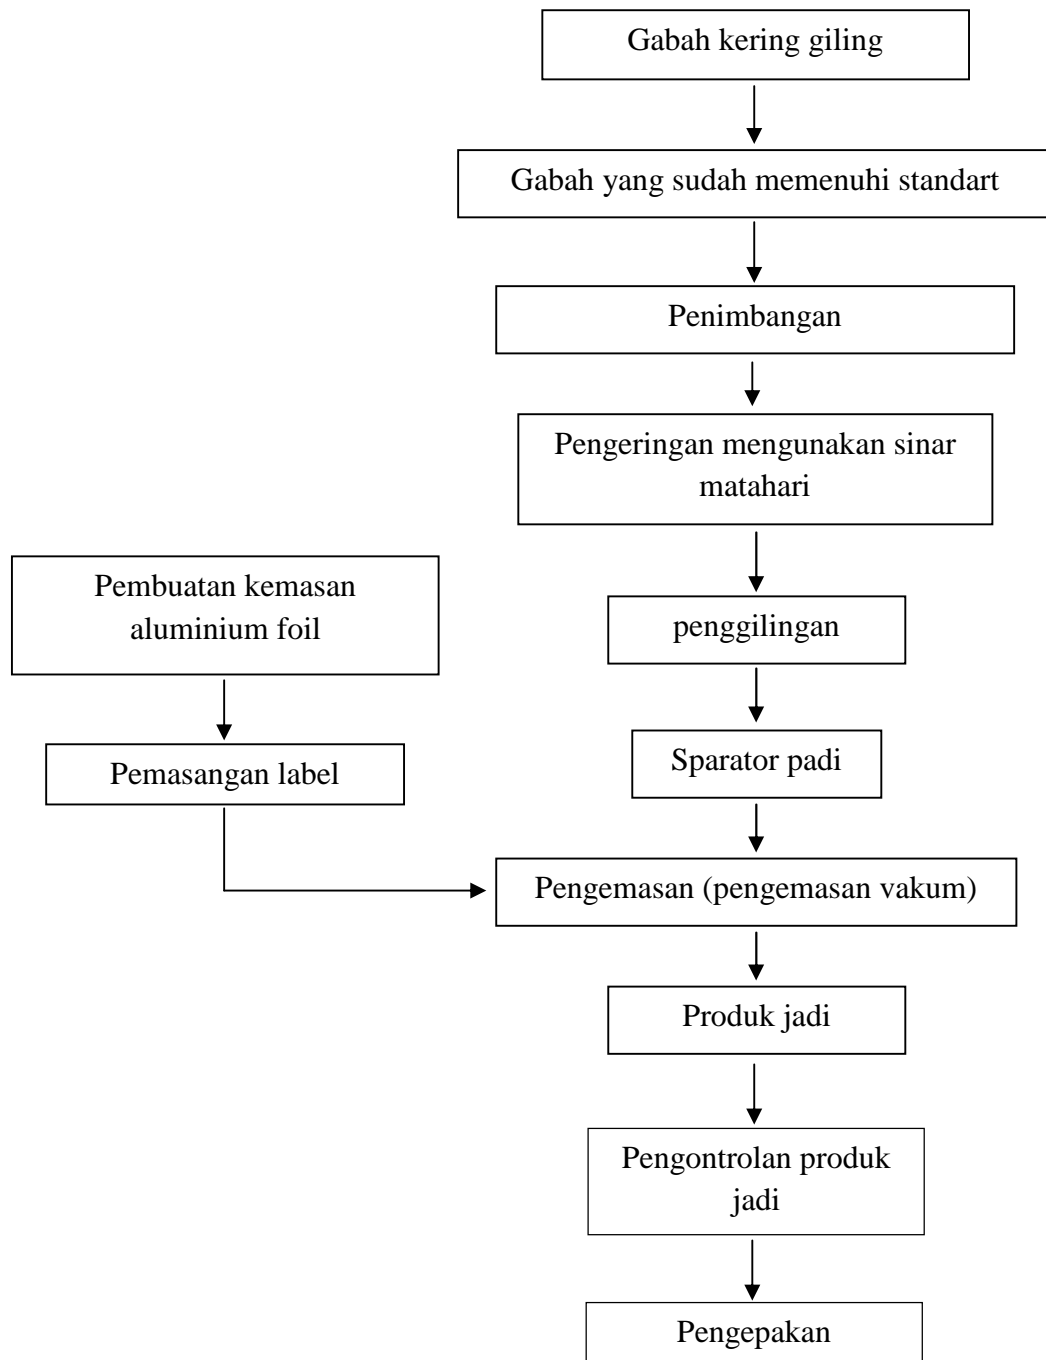 Gabah kering giling
Gabah yang sudah memenuhi standart
Penimbangan
Pengeringan mengunakan sinar
matahari
Pembuatan kemasan
aluminium foil
penggilingan
Pemasangan label
Sparator padi
Pengemasan (pengemasan vakum)
Produk jadi
Pengontrolan produk
jadi
Pengepakan